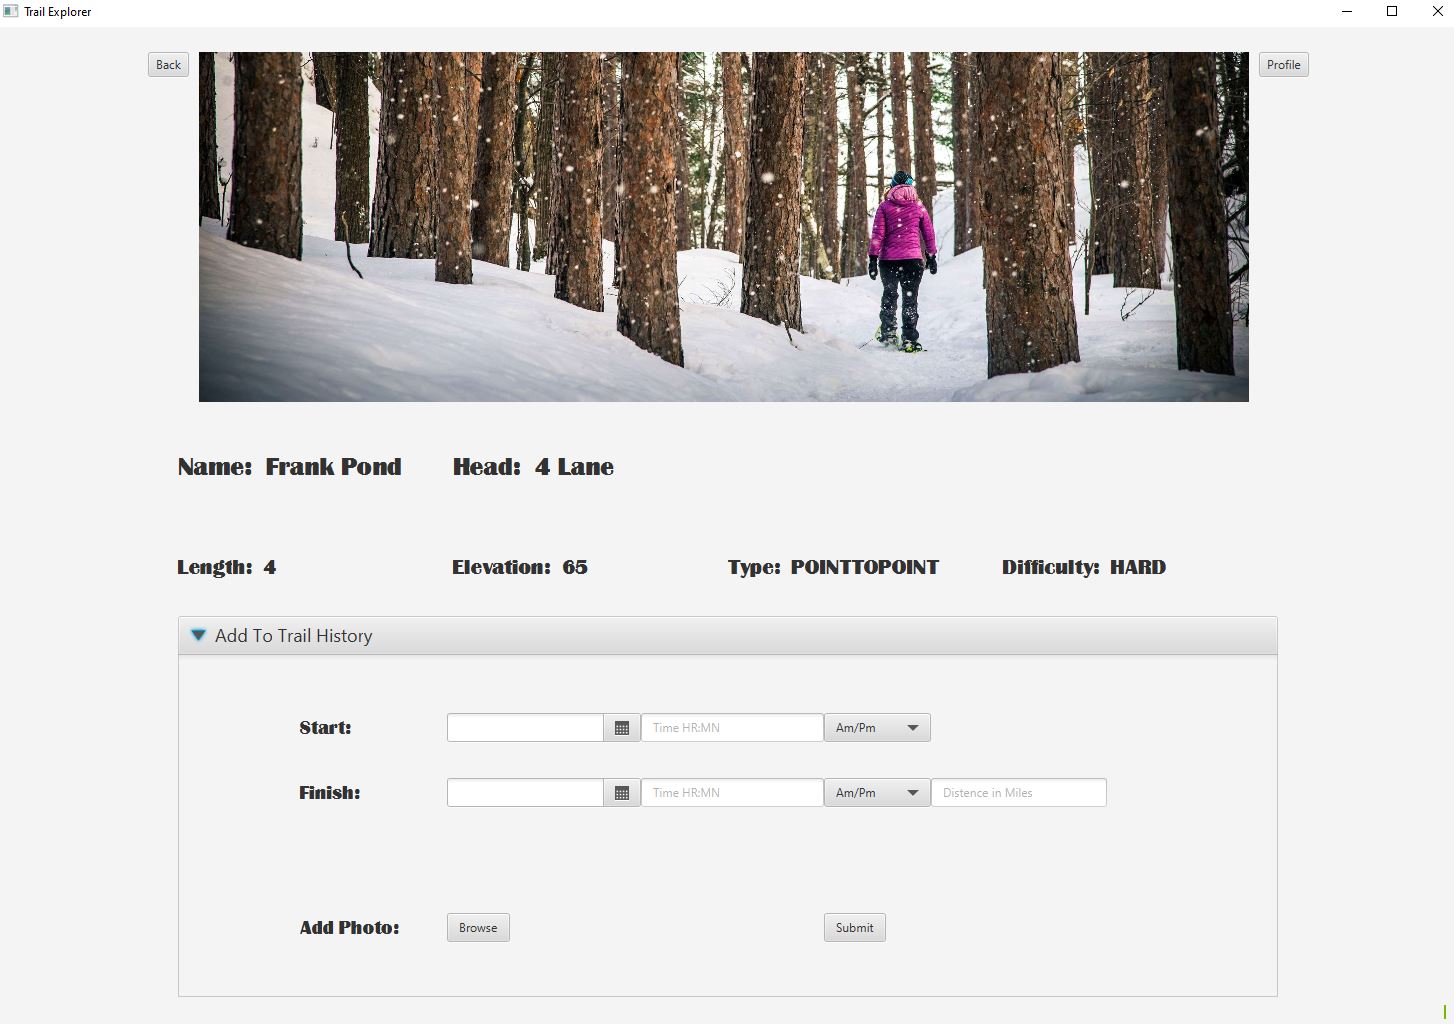 Trail Explorer
Back
Profile
Name: Frank Pond Head: 4 Lane
Length: 4 Elevation: 65 Type: POINTTOPOINT Difficulty: HARD
Add To Trail History
Start: Time HR:MN Am/Pm
Finish: Time HR:MN Am/Pm Distence in Miles
Add Photo: Browse Submit